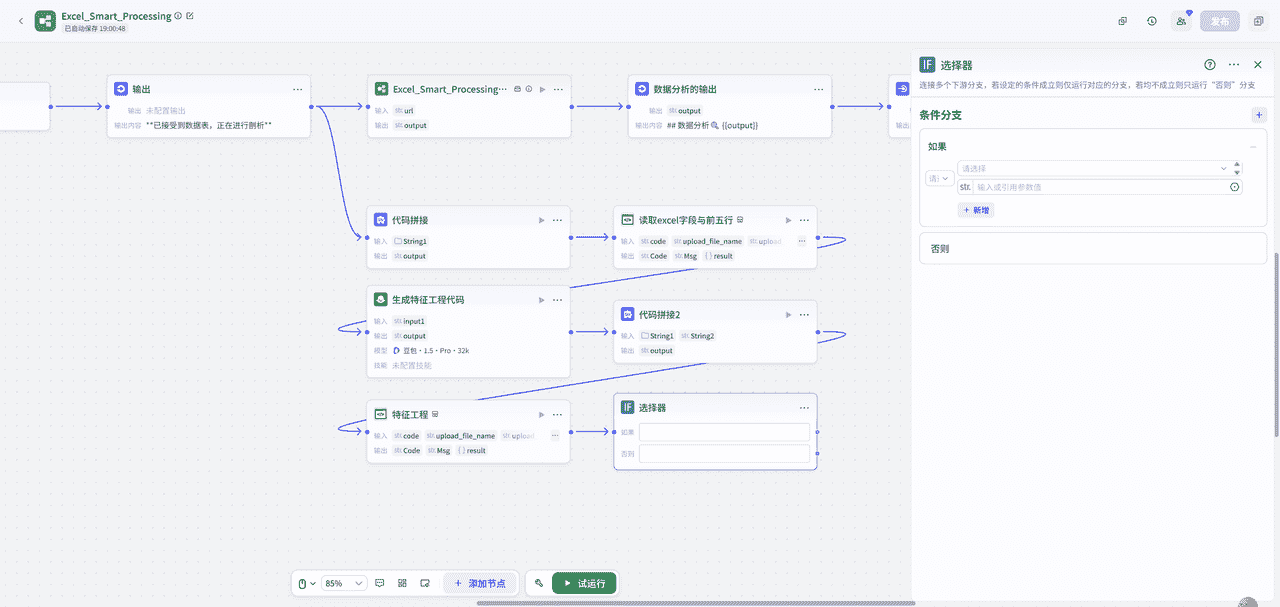 Excel_Smart_Processing
已自动保存 19:00:48
发布
输出
输出 未配置输出
输出内容 **已接受到数据表，正在进行剖析**
Excel_Smart_Processing...
输入 str. url
输出 str. output
数据分析的输出
输出 str. output
输出内容 ## 数据分析🔍 {{output}}
输出
代码拼接
输入 String1
输出 str. output
读取excel字段与前五行
输入 str. code str. upload_file_name str. upload
输出 str. Code str. Msg {} result
生成特征工程代码
输入 str. input1
输出 str. output
模型 豆包·1.5·Pro·32k
技能 未配置技能
代码拼接2
输入 String1 str. String2
输出 str. output
特征工程
输入 str. code str. upload_file_name str. upload
输出 str. Code str. Msg {} result
IF 选择器
如果
否则
85%
+ 添加节点
试运行
IF 选择器
连接多个下游分支，若设定的条件成立则仅运行对应的分支，若均不成立则只运行“否则”分支
条件分支
如果
请选择
str. 输入或引用参数值
+ 新增
否则